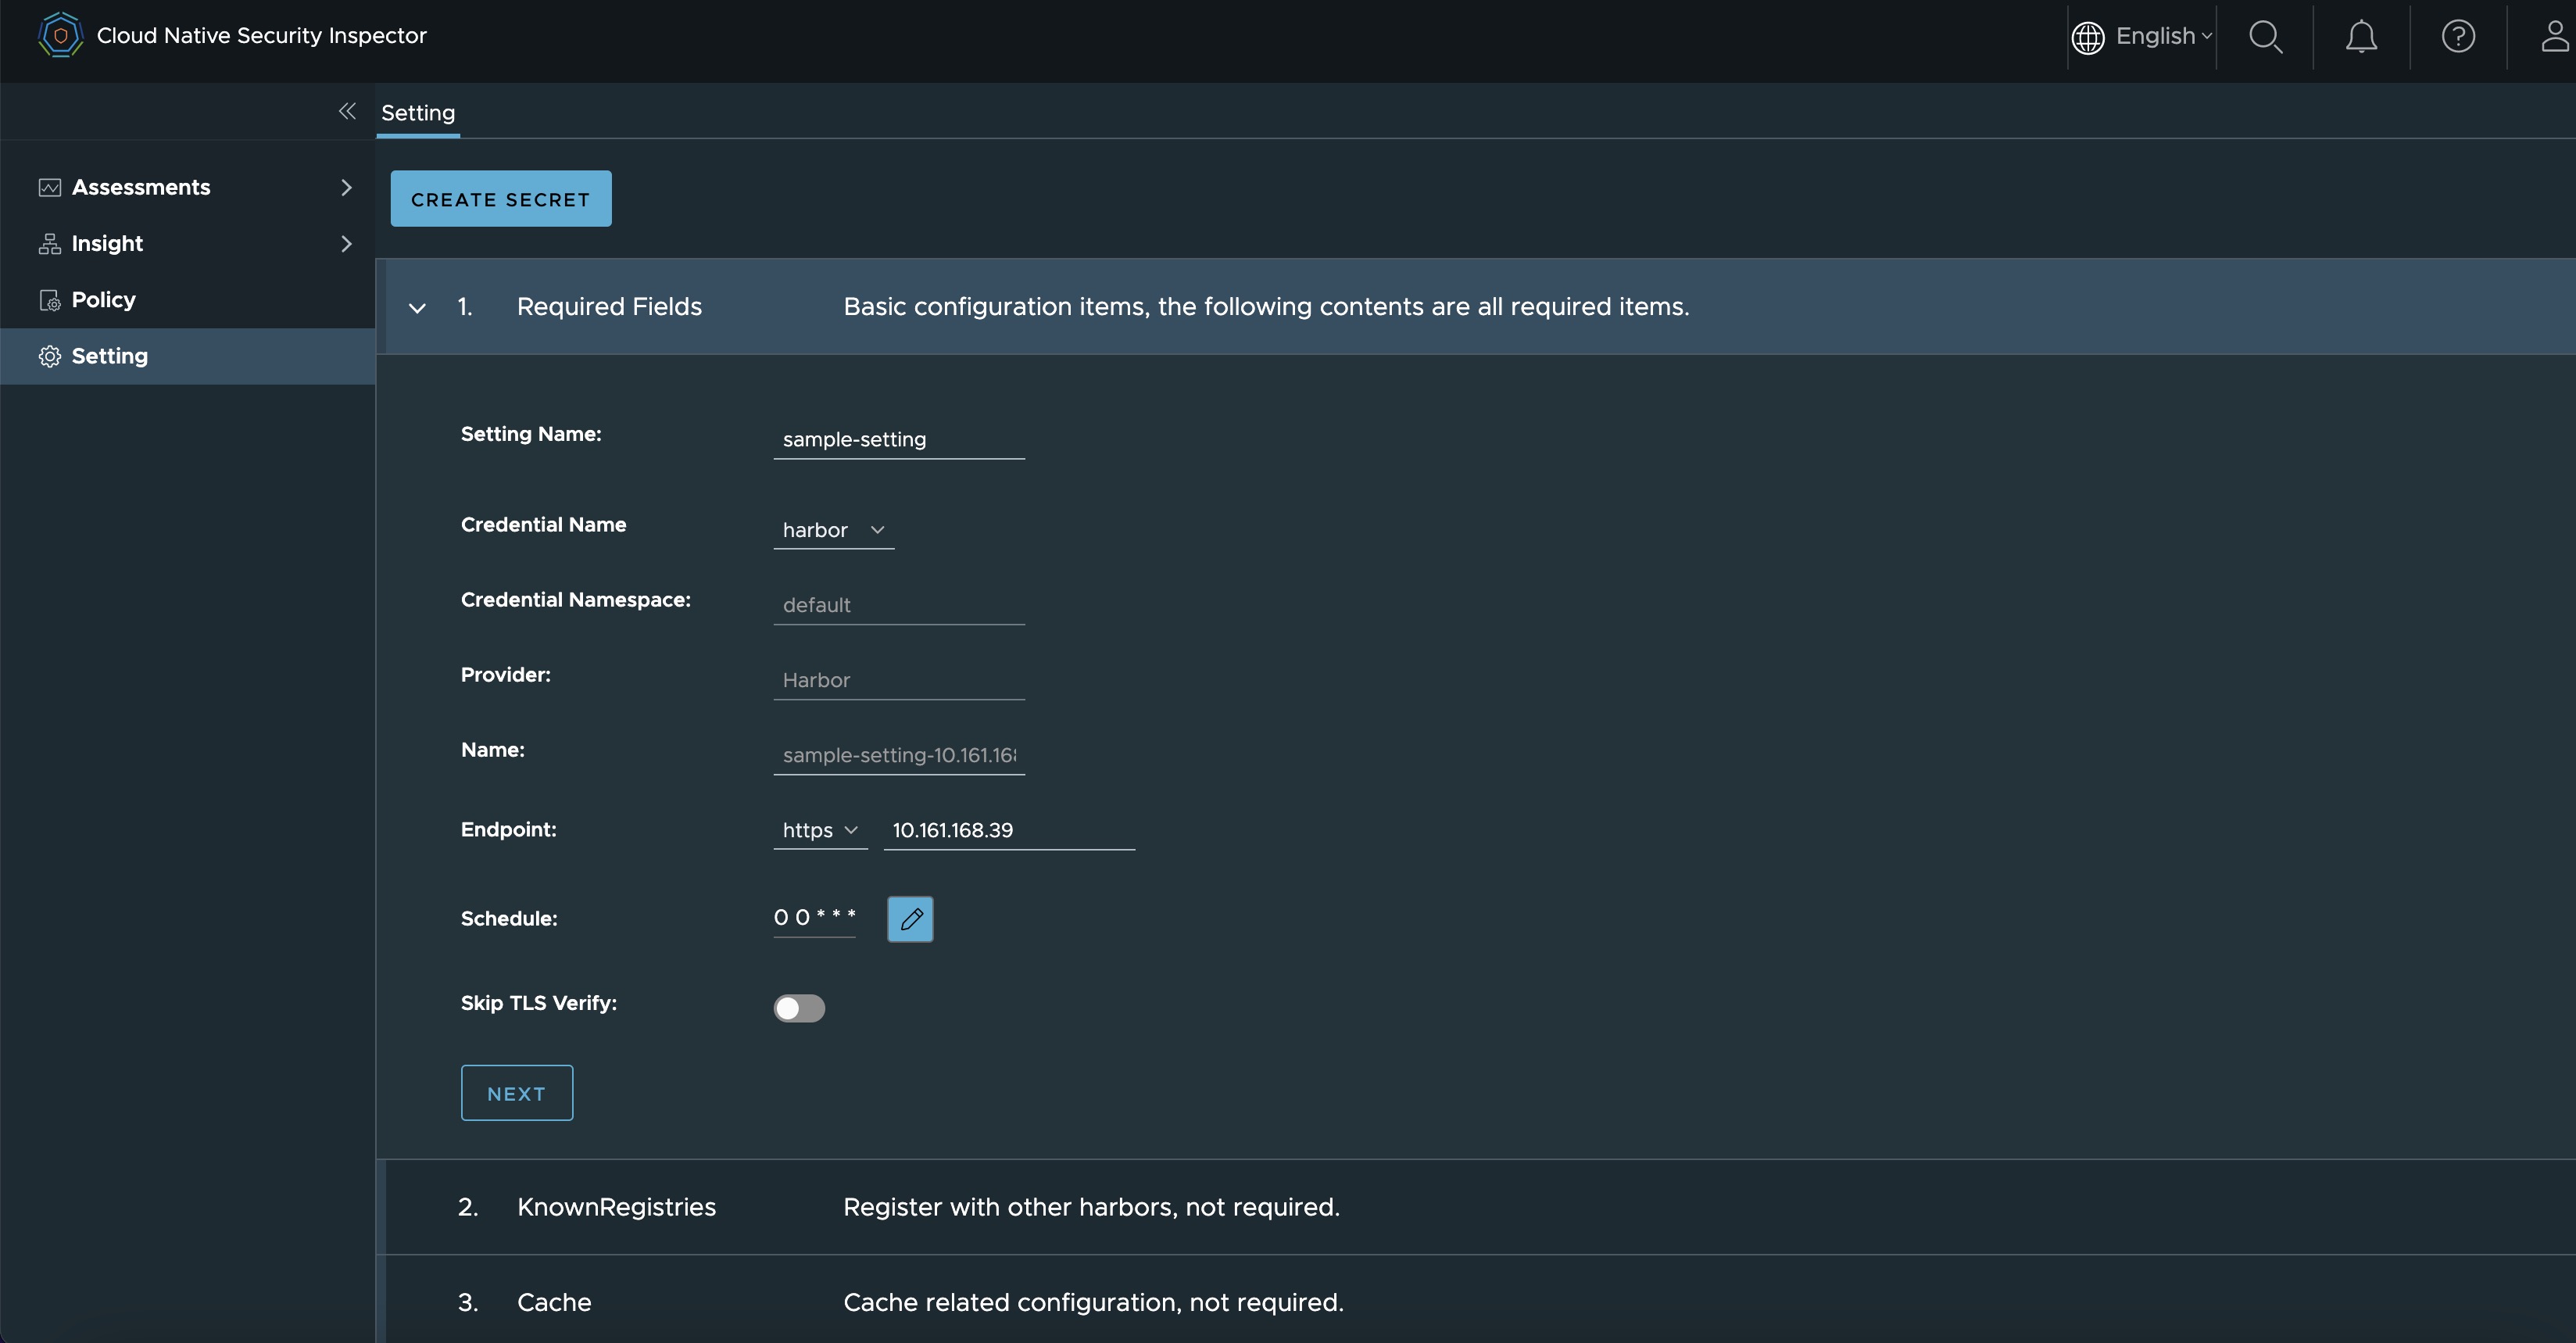 Cloud Native Security Inspector
English
Setting
Assessments
Insight
Policy
Setting
CREATE SECRET
1. Required Fields Basic configuration items, the following contents are all required items.
Setting Name: sample-setting
Credential Name harbor
Credential Namespace: default
Provider: Harbor
Name: sample-setting-10.161.168
Endpoint: https 10.161.168.39
Schedule: 0 0 * * *
Skip TLS Verify:
NEXT
2. KnownRegistries Register with other harbors, not required.
3. Cache Cache related configuration, not required.